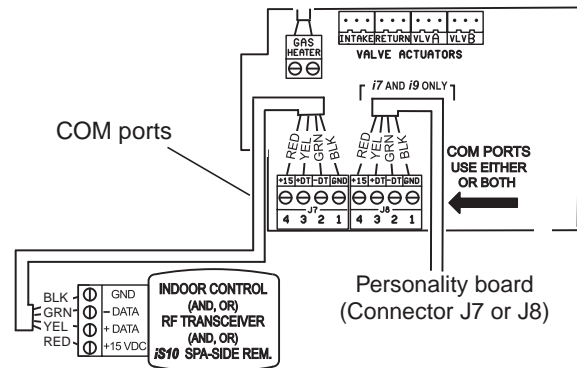 GAS
HEATER
INTAKE RETURN VLV A VLV B
VALVE ACTUATORS
i7 AND i9 ONLY
COM ports
RED YEL GRN BLK
RED YEL GRN BLK
COM PORTS
USE EITHER
OR BOTH
+15 +DT -DT GND +15 +DT -DT GND
J7 J8
4 3 2 1 4 3 2 1
Personality board
(Connector J7 or J8)
BLK GND
GRN - DATA
YEL + DATA
RED +15 VDC
INDOOR CONTROL
(AND, OR)
RF TRANSCEIVER
(AND, OR)
iS10 SPA-SIDE REM.